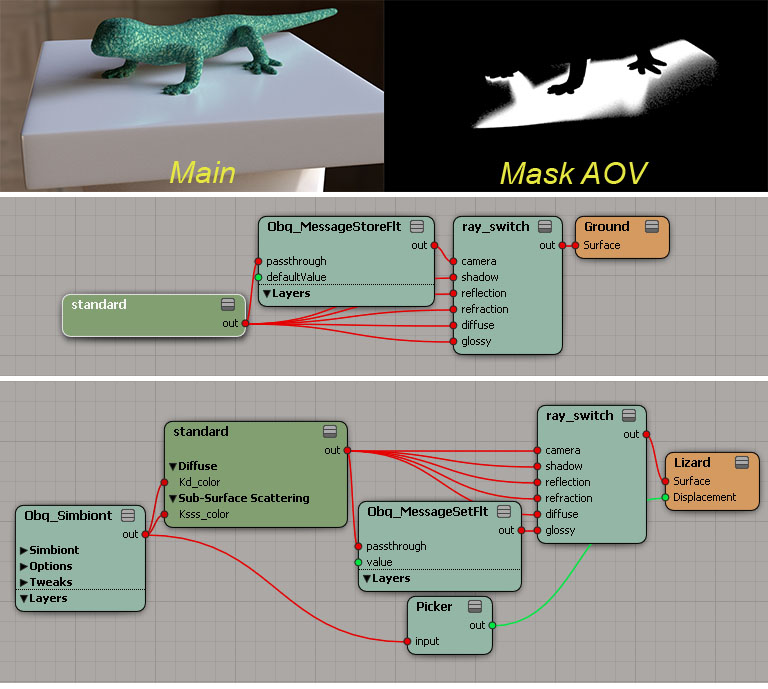 Main
Mask AOV
Obq_MessageStoreFlt
out
passthrough
defaultValue
▼Layers
ray_switch
out
camera
shadow
reflection
refraction
diffuse
glossy
Ground
Surface
standard
out
standard
out
▼Diffuse
Kd_color
▼Sub-Surface Scattering
Ksss_color
Obq_Simbiont
out
▶Simbiont
▶Options
▶Tweaks
▼Layers
Obq_MessageSetFlt
out
passthrough
value
▼Layers
ray_switch
out
camera
shadow
reflection
refraction
diffuse
glossy
Lizard
Surface
Displacement
Picker
out
input